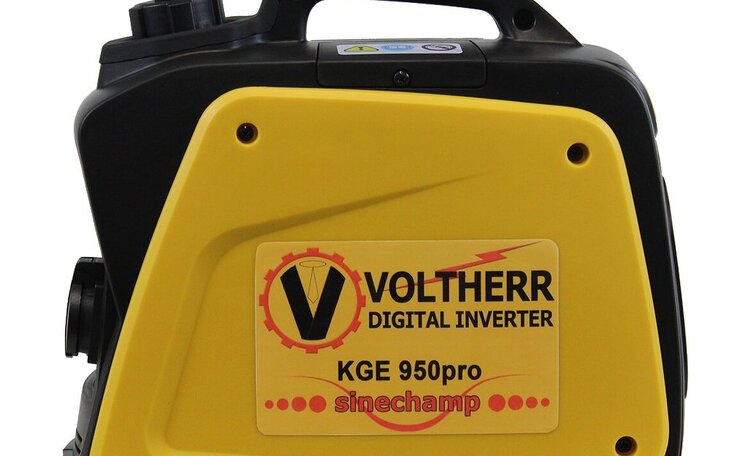 VOLTHERR
DIGITAL INVERTER
KGE 950pro
sinechamp